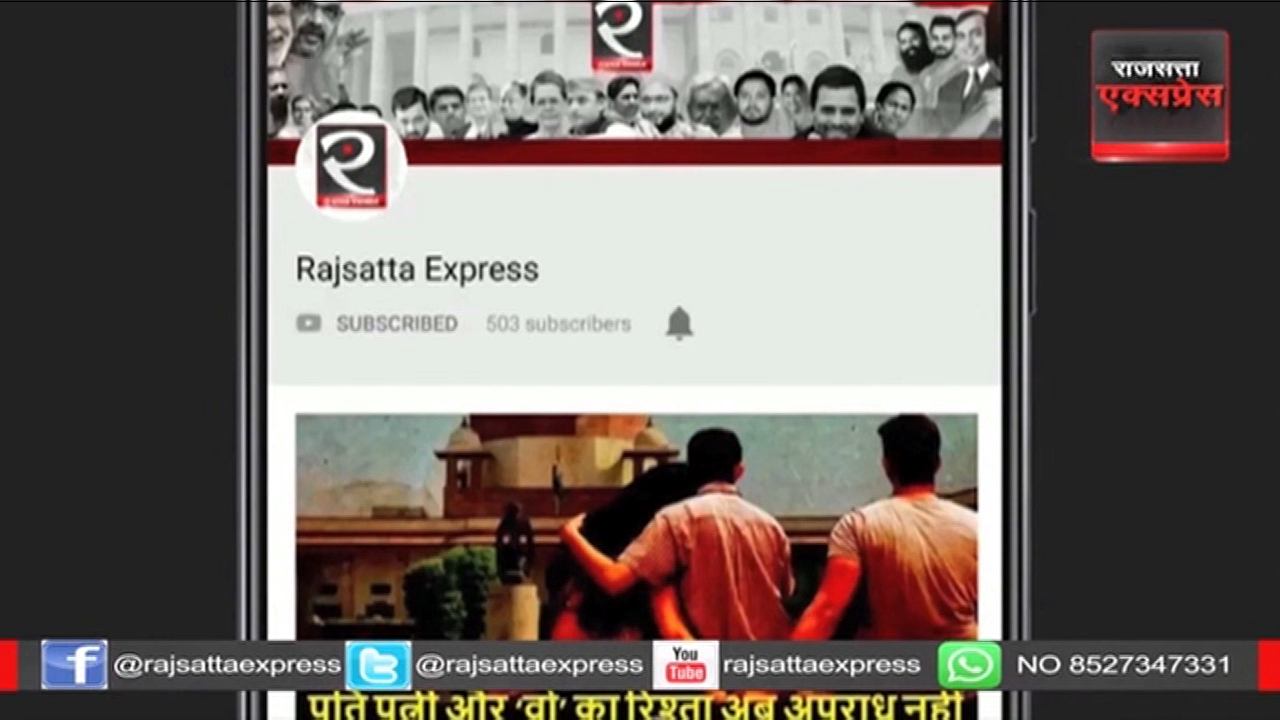 राजसत्ता
एक्सप्रेस
Rajsatta Express
SUBSCRIBED 503 subscribers
@rajsattaexpress @rajsattaexpress You Tube rajsattaexpress NO 8527347331
पति पत्नी और 'वो' का रिश्ता अब अपराध नहीं